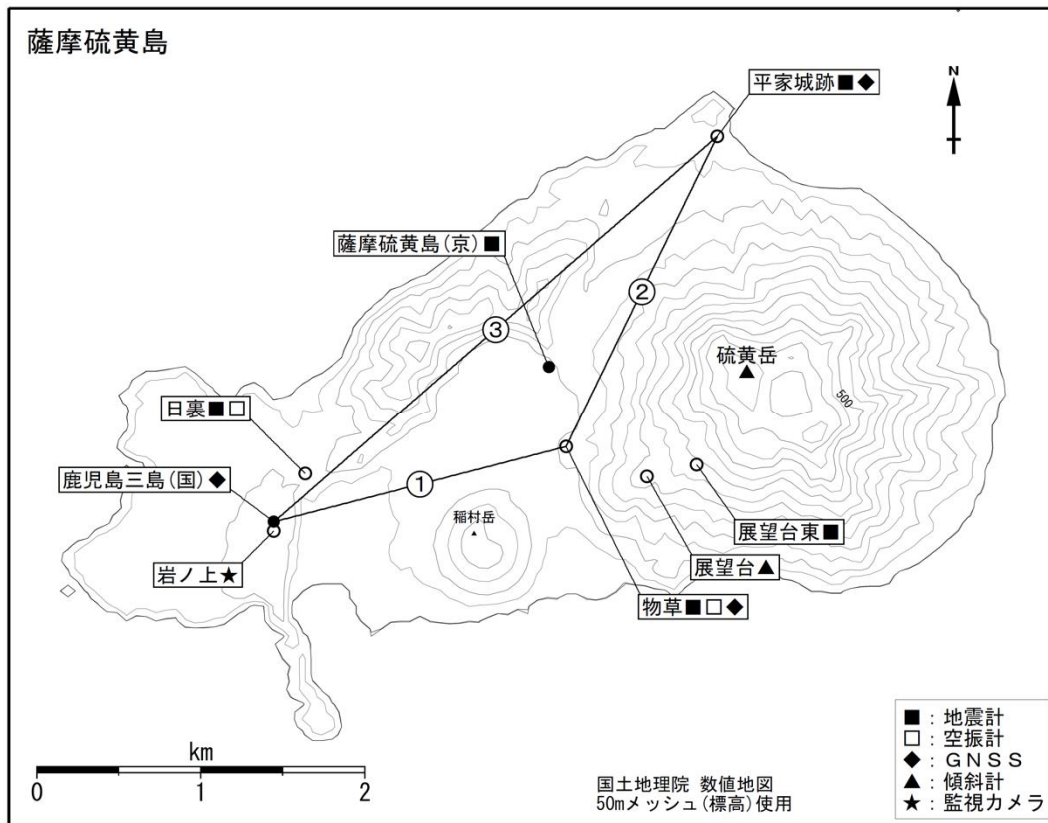 薩摩硫黄島
平家城跡■◆
N
薩摩硫黄島(京)■
②
③
硫黄岳
500
日裏■□
鹿児島三島(国)◆
①
稲村岳
展望台東■
岩ノ上★
展望台▲
物草■□◆
km
0 1 2
国土地理院 数値地図
50mメッシュ(標高)使用
■：地震計
□：空振計
◆：ＧＮＳＳ
▲：傾斜計
★：監視カメラ